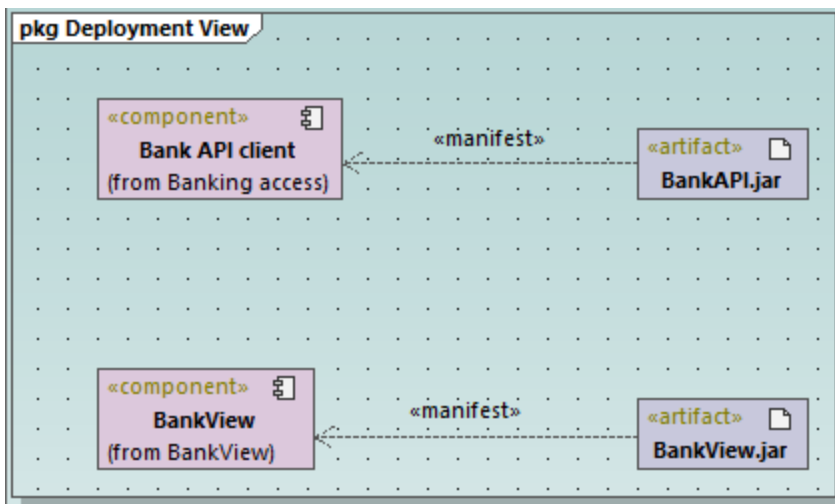 pkg Deployment View
«component»
Bank API client
(from Banking access)
«manifest»
«artifact»
BankAPI.jar
«component»
BankView
(from BankView)
«manifest»
«artifact»
BankView.jar